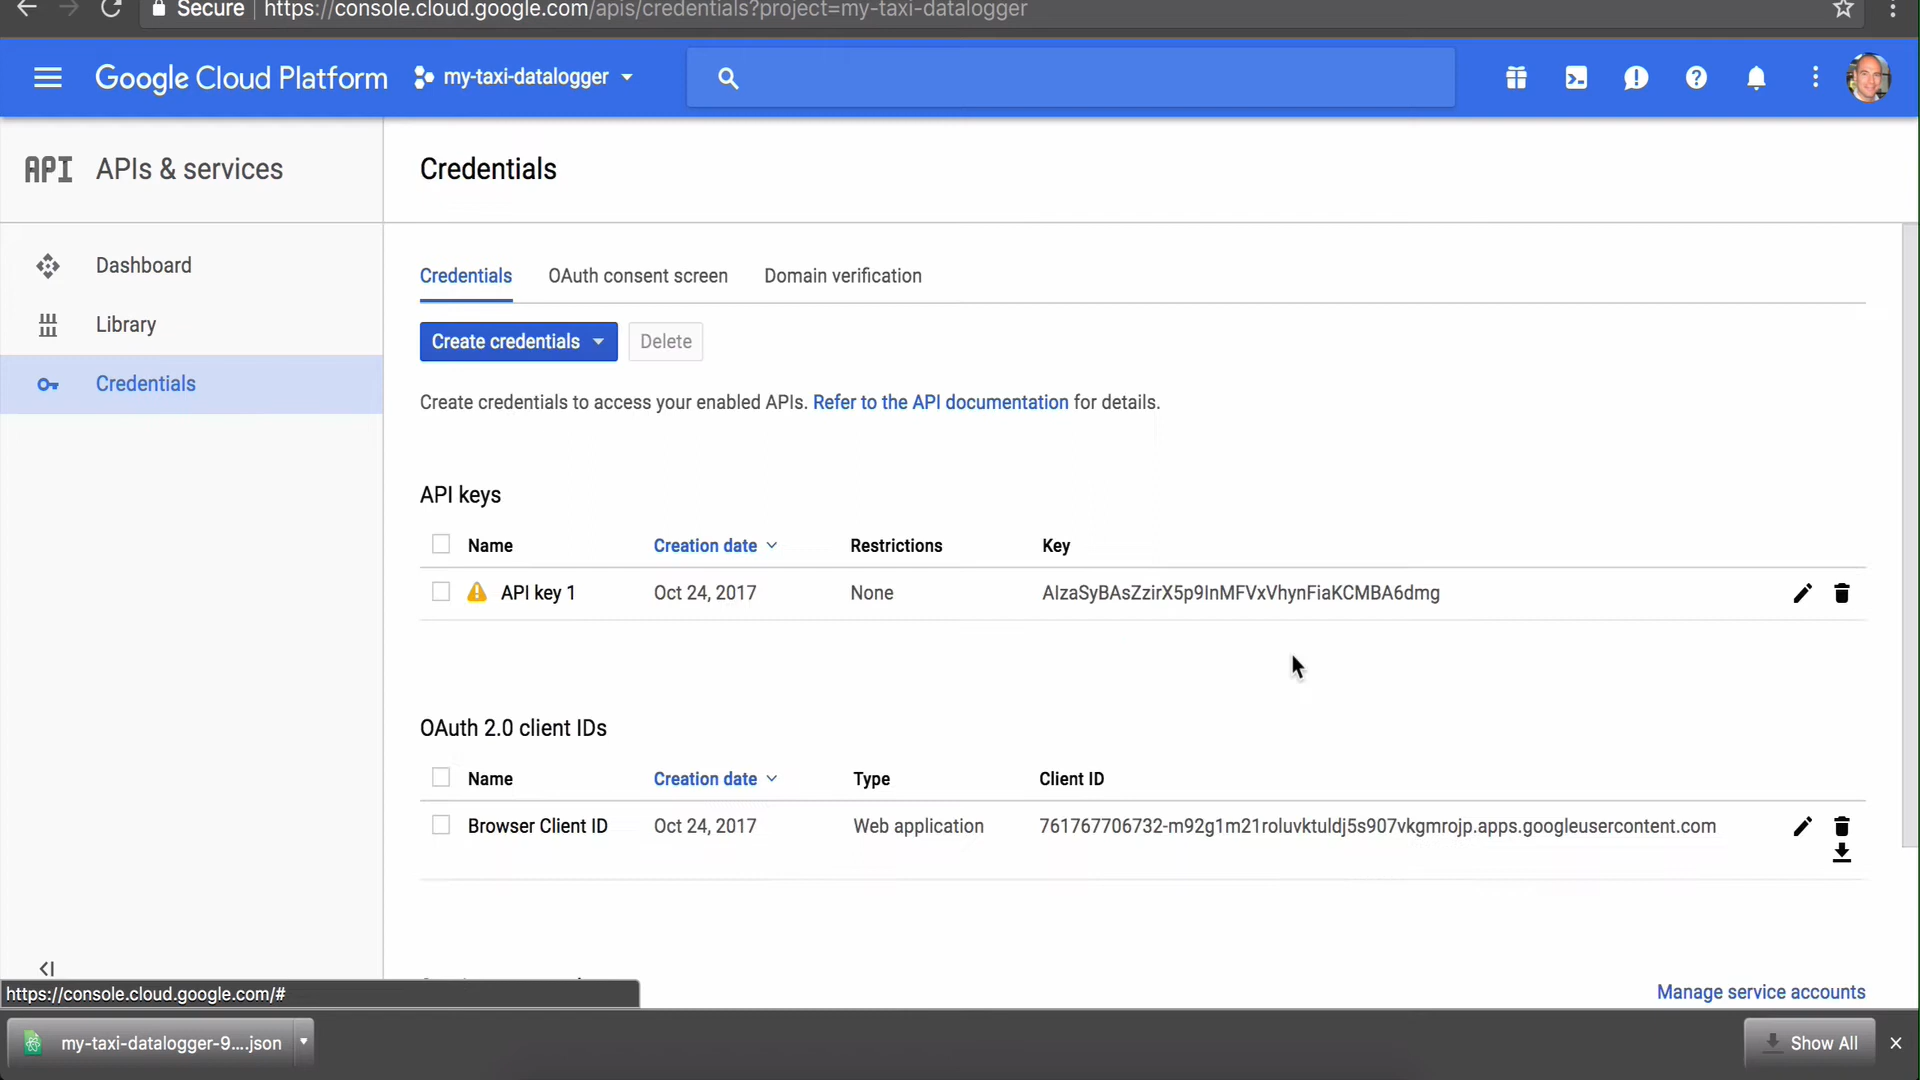 Secure https://console.cloud.google.com/apis/credentials?project=my-taxi-datalogger
Google Cloud Platform my-taxi-datalogger
API APIs & services
Credentials
Dashboard
Library
Credentials
Credentials OAuth consent screen Domain verification
Create credentials Delete
Create credentials to access your enabled APIs. Refer to the API documentation for details.
API keys
Name Creation date Restrictions Key
API key 1 Oct 24, 2017 None AIzaSyBAsZzirX5p9InMFVxVhynFiaKCMBA6dmg
OAuth 2.0 client IDs
Name Creation date Type Client ID
Browser Client ID Oct 24, 2017 Web application 761767706732-m92g1m21roluvktuldj5s907vkgmrojp.apps.googleusercontent.com
Manage service accounts
https://console.cloud.google.com/#
my-taxi-datalogger-9....json Show All